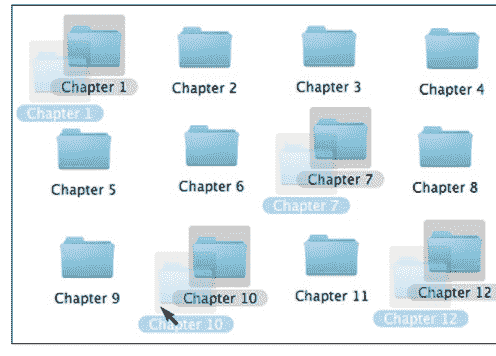 Chapter 1
Chapter 2
Chapter 3
Chapter 4
Chapter 1
Chapter 5
Chapter 6
Chapter 7
Chapter 8
Chapter 7
Chapter 9
Chapter 10
Chapter 11
Chapter 12
Chapter 10
Chapter 12